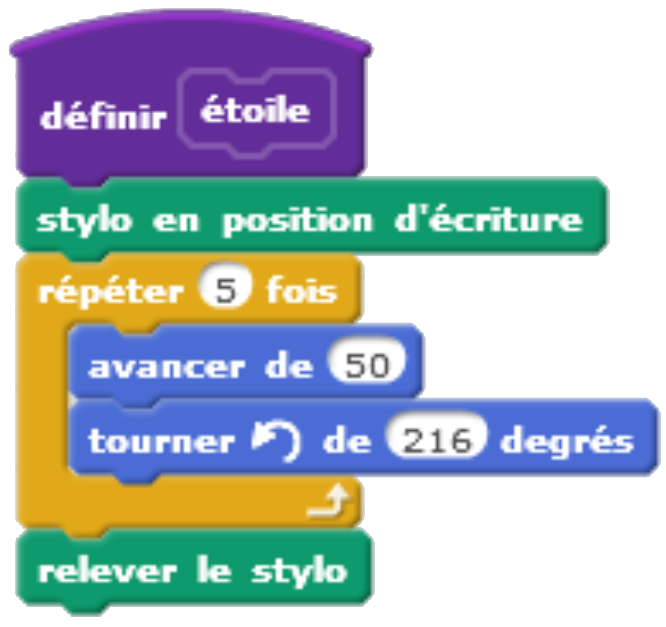 définir étoile
stylo en position d'écriture
répéter 5 fois
avancer de 50
tourner de 216 degrés
relever le stylo